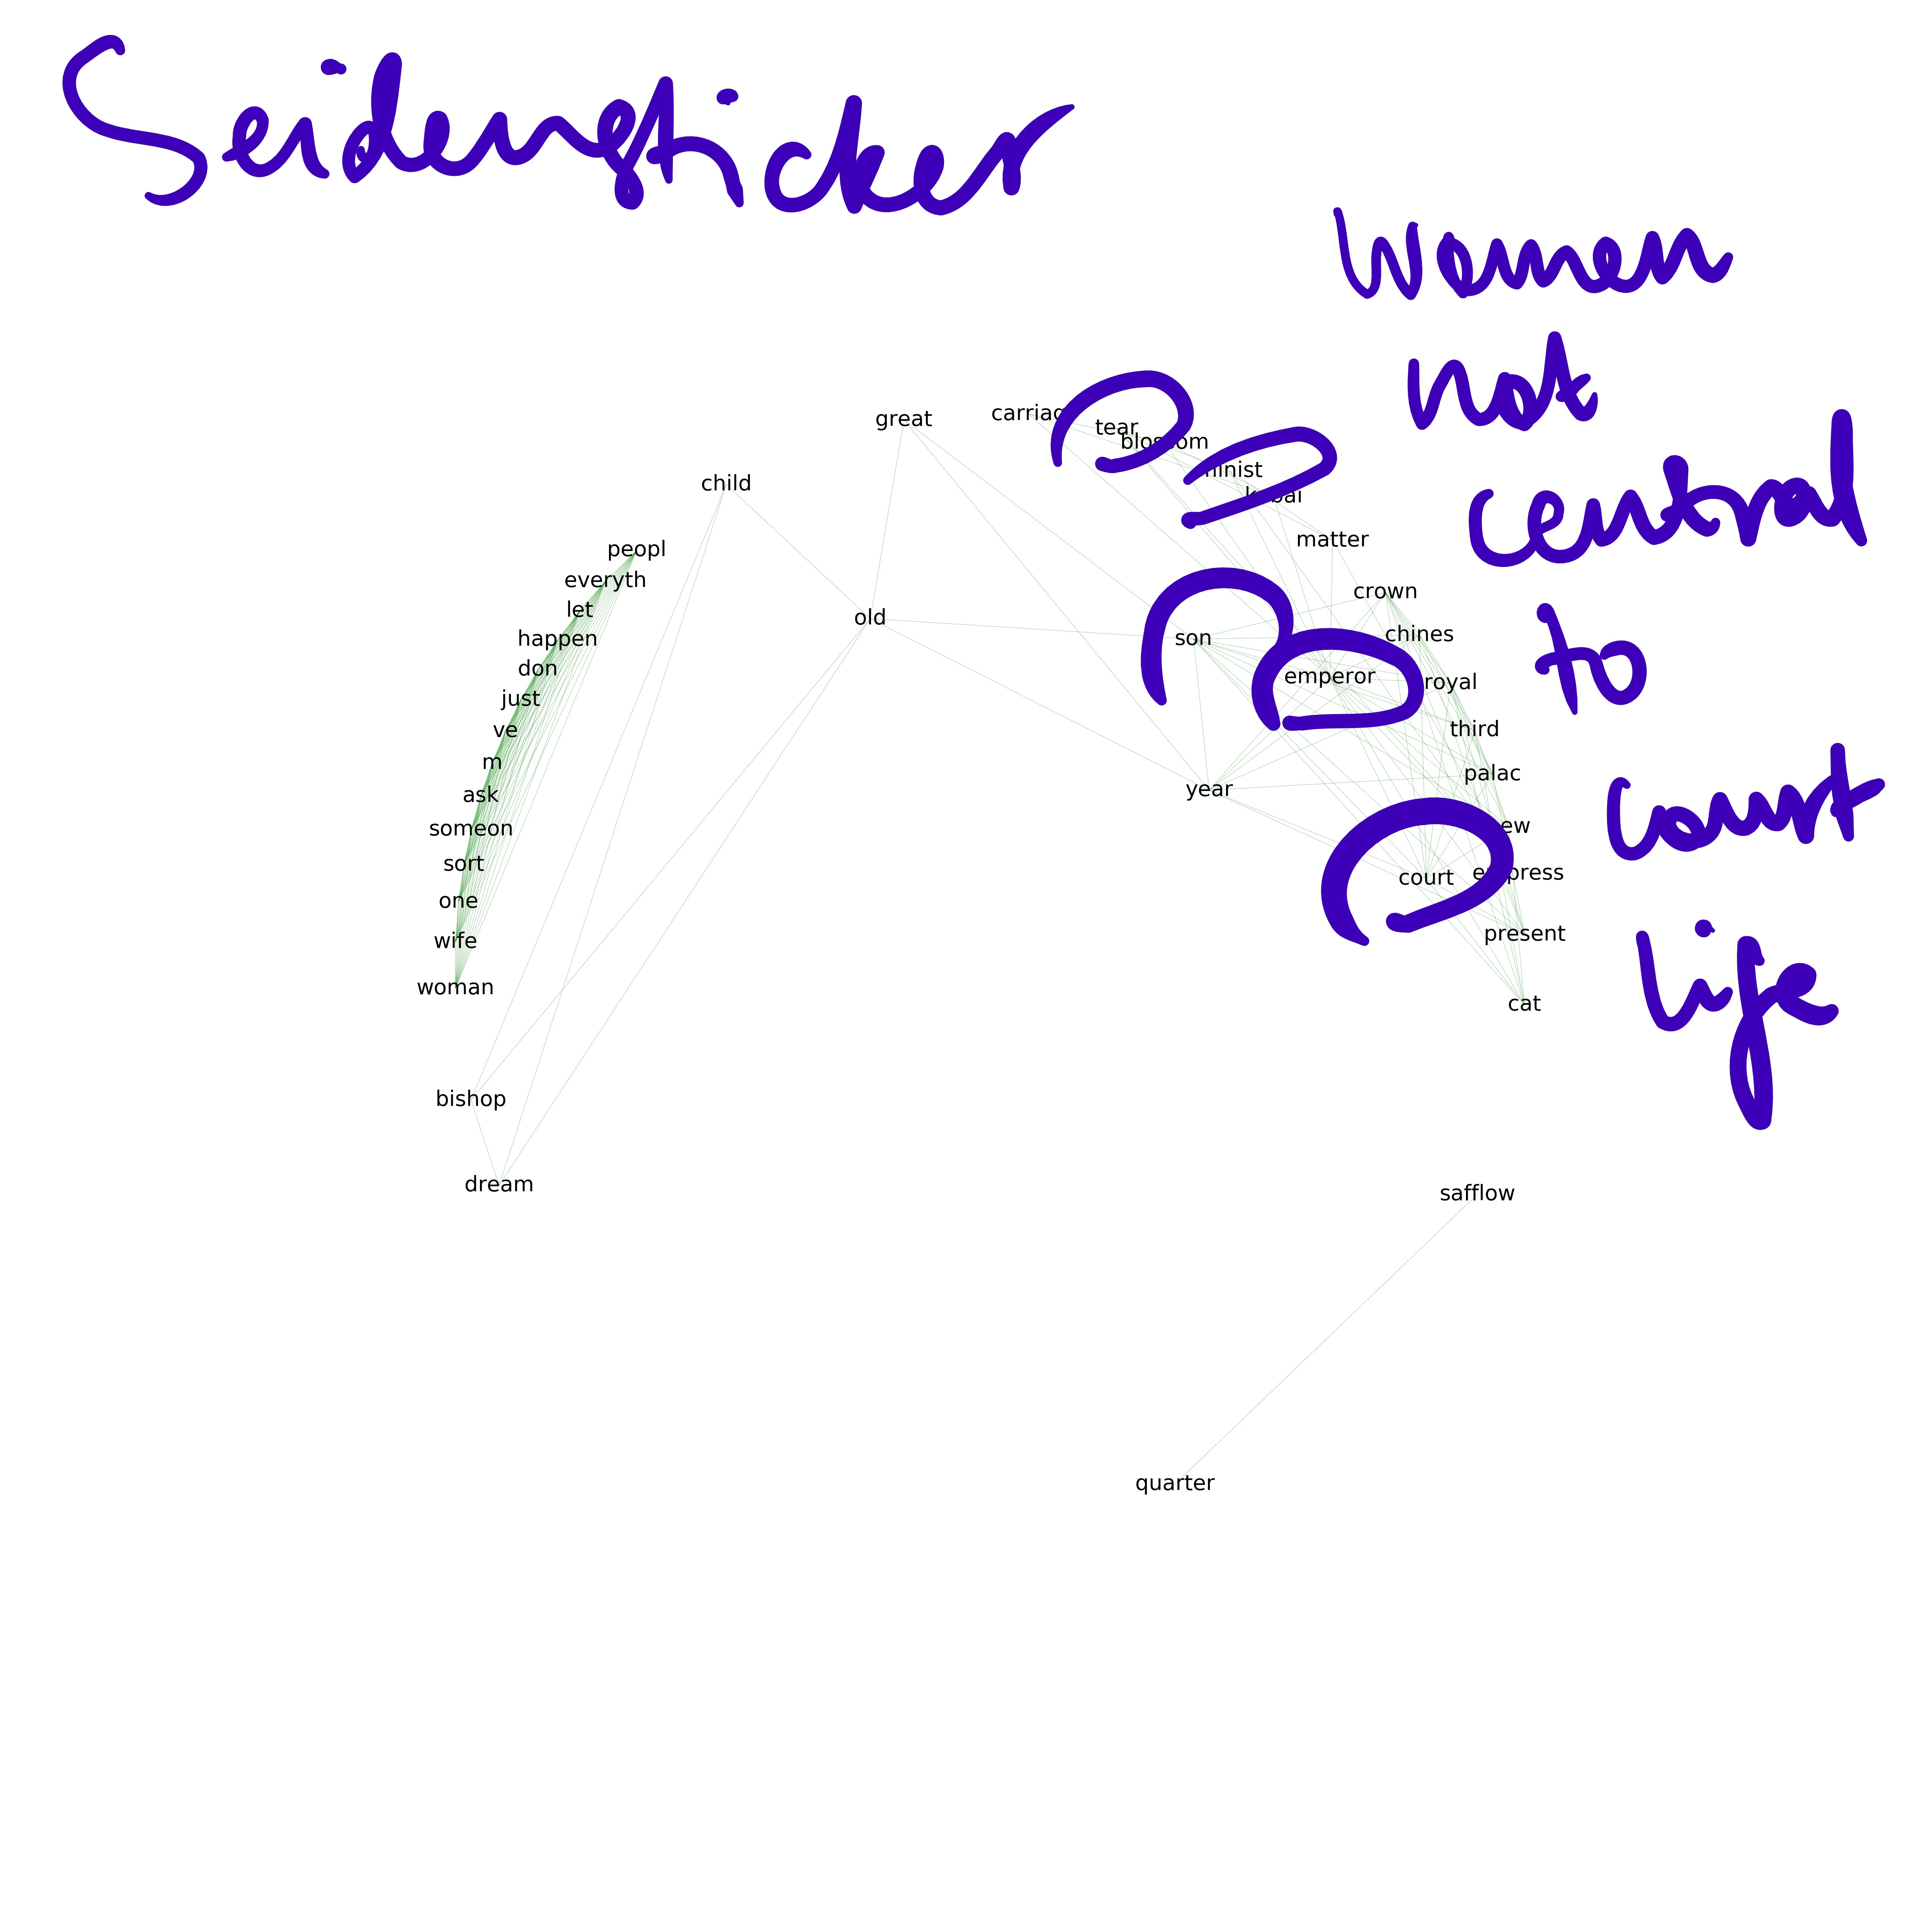 Seidensticker
Women
not
central
to
court
life
great
carriag
tear
blossom
minist
child
matter
peopl
everyth
crown
let
old
son
chines
happen
don
emperor
royal
just
ve
third
m
palac
year
ask
someon
ew
sort
court
empress
one
wife
present
woman
cat
bishop
dream
safflow
quarter